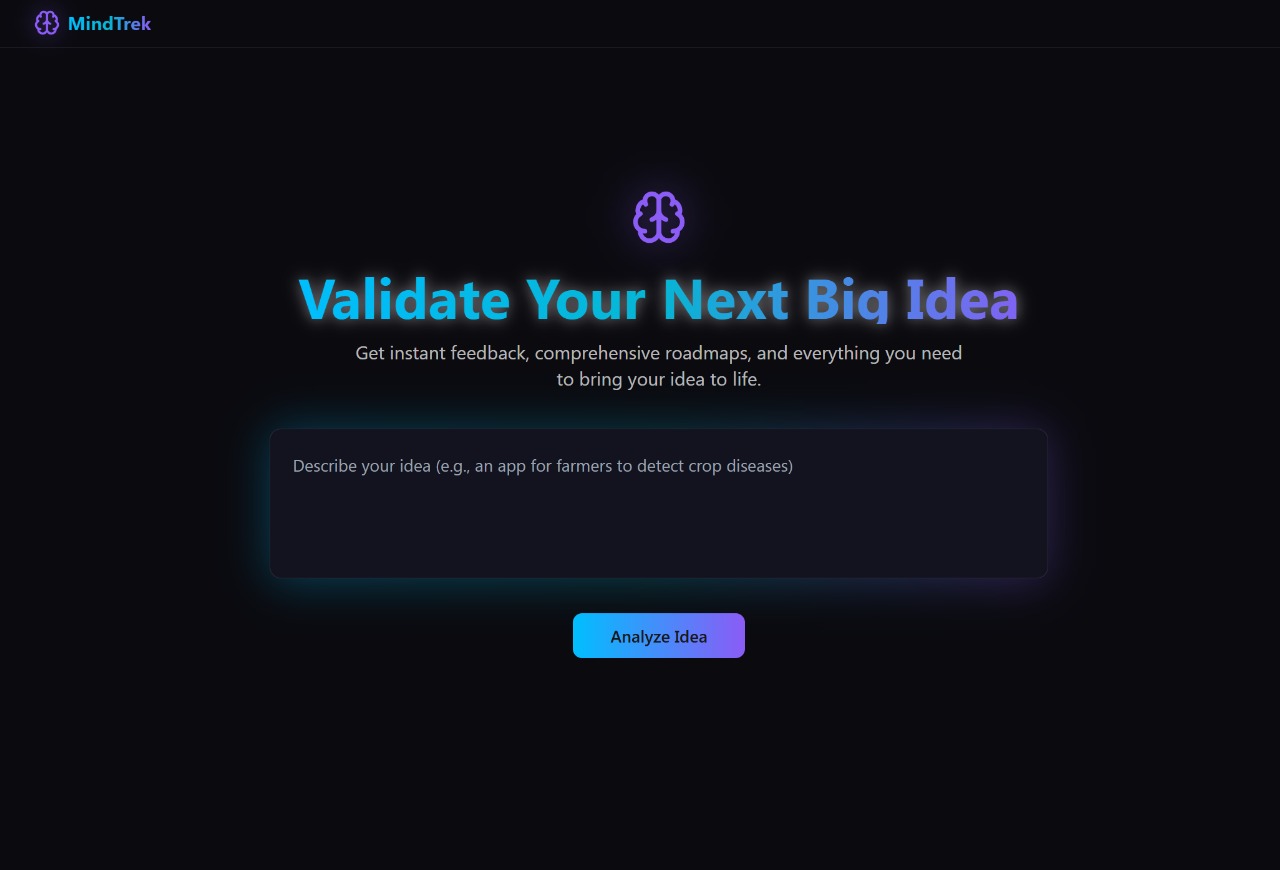 MindTrek
Validate Your Next Big Idea
Get instant feedback, comprehensive roadmaps, and everything you need
to bring your idea to life.
Describe your idea (e.g., an app for farmers to detect crop diseases)
Analyze Idea